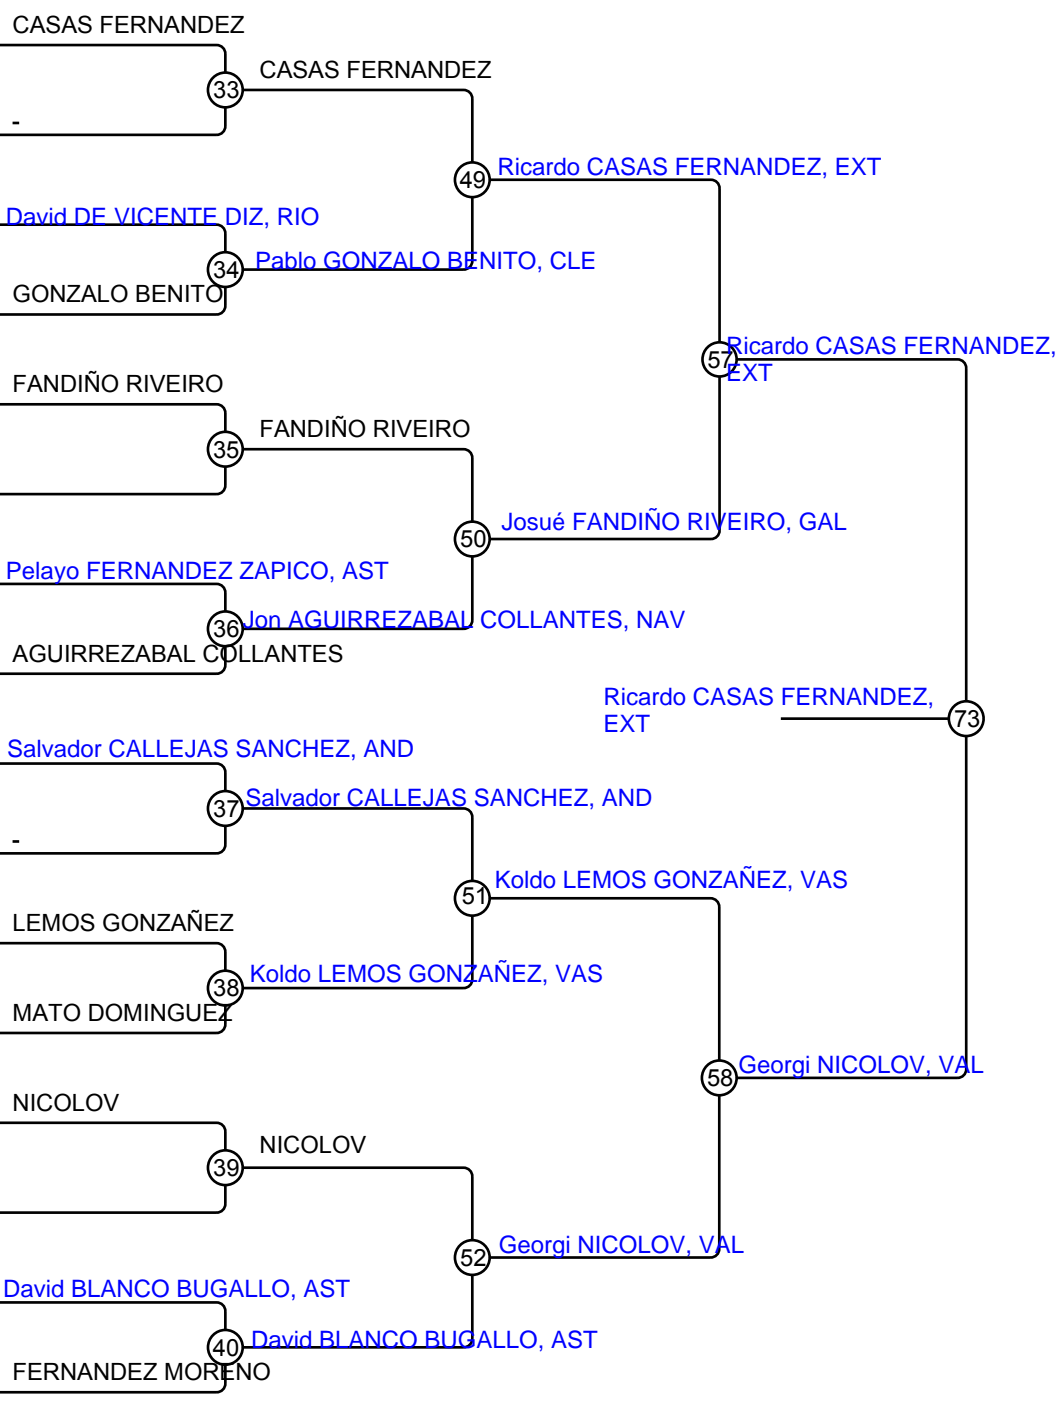 CASAS FERNANDEZ
33
CASAS FERNANDEZ
-
49
Ricardo CASAS FERNANDEZ, EXT
David DE VICENTE DIZ, RIO
34
Pablo GONZALO BENITO, CLE
GONZALO BENITO
57
Ricardo CASAS FERNANDEZ,
EXT
FANDIÑO RIVEIRO
35
FANDIÑO RIVEIRO
50
Josué FANDIÑO RIVEIRO, GAL
Pelayo FERNANDEZ ZAPICO, AST
36
Jon AGUIRREZABAL COLLANTES, NAV
AGUIRREZABAL COLLANTES
Ricardo CASAS FERNANDEZ,
EXT
73
Salvador CALLEJAS SANCHEZ, AND
37
Salvador CALLEJAS SANCHEZ, AND
-
51
Koldo LEMOS GONZAÑEZ, VAS
LEMOS GONZAÑEZ
38
Koldo LEMOS GONZAÑEZ, VAS
MATO DOMINGUEZ
58
Georgi NICOLOV, VAL
NICOLOV
39
NICOLOV
52
Georgi NICOLOV, VAL
David BLANCO BUGALLO, AST
40
David BLANCO BUGALLO, AST
FERNANDEZ MORENO